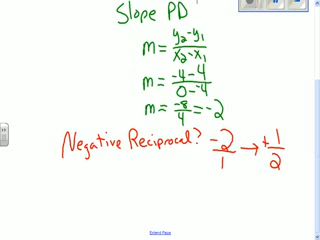 Slope PD
m = y₂-y₁/x₂-x₁
m = -4-4/0--4
m = -8/4 = -2
Negative Reciprocal? -2/1 → +1/2
Extend Page